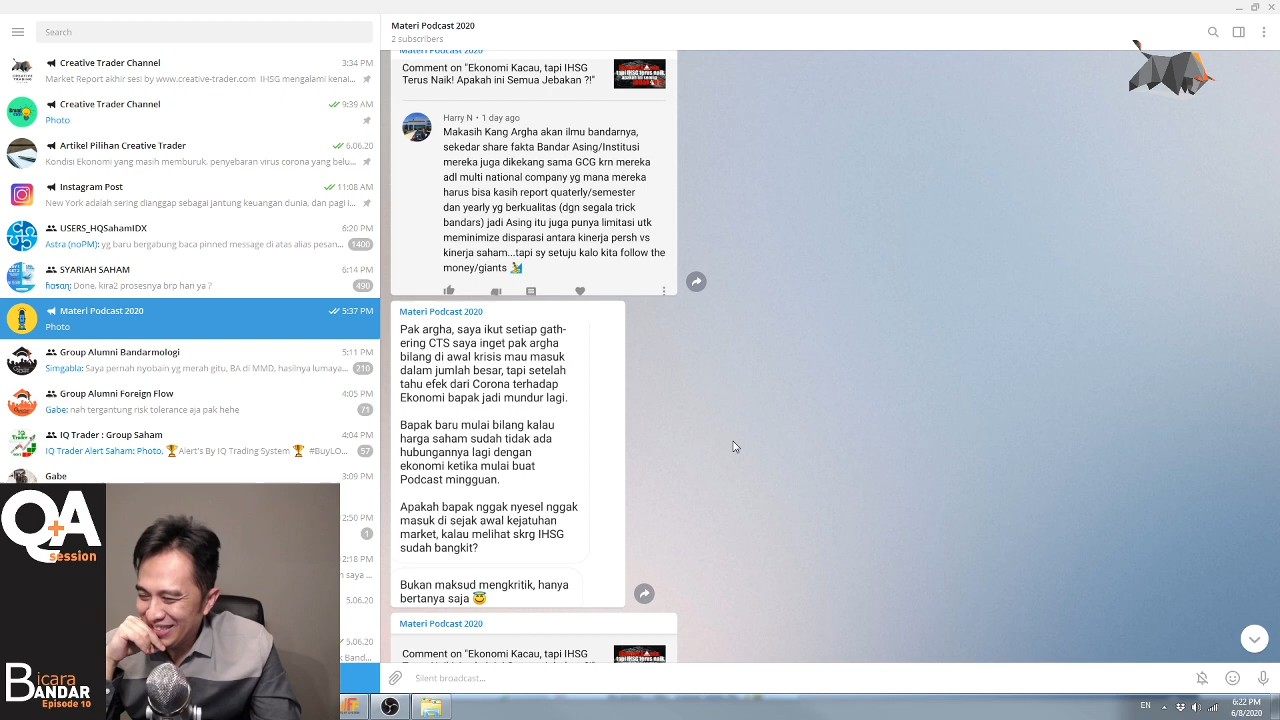 Search
Creative Trader Channel
3:34 PM
Market Report akhir sesi by www.creative-trader.com IHSG mengalami kenai...
Creative Trader Channel
9:39 AM
Photo
Artikel Pilihan Creative Trader
6.06.20
Kondisi Ekonomi yang masih memburuk, penyebaran virus corona yang belu...
Instagram Post
11:08 AM
New York adalah sering dianggap sebagai jantung keuangan dunia, dan pagi i...
USERS_HQSahamIDX
6:20 PM
Astra (noPM): yg baru bergabung baca pinned message di atas alias pesan...
1400
SYARIAH SAHAM
6:14 PM
Done, kira2 prosesnya brp hari ya ?
490
Materi Podcast 2020
5:37 PM
Photo
Group Alumni Bandarmologi
5:11 PM
Simgabla: Saya pernah nyobain yg merah gitu, BA di MMD, hasilnya lumaya...
210
Group Alumni Foreign Flow
4:05 PM
Gabe: nah tergantung risk tolerance aja pak hehe
71
IQ Trader : Group Saham
4:04 PM
IQ Trader Alert Saham: Photo, 🏆Alert's By IQ Trading System 🏆 #BuyLO...
57
Gabe
3:09 PM
2:50 PM
1
2:18 PM
saya ...
5.06.20
5.06.20
k Band...
Q+A
session
Bicara
BANDAR
Episode 10
Materi Podcast 2020
2 subscribers
Materi Podcast 2020
Comment on "Ekonomi Kacau, tapi IHSG
Terus Naik! Apakah ini Semua Jebakan ?!"
Harry N • 1 day ago
Makasih Kang Argha akan ilmu bandarnya,
sekedar share fakta Bandar Asing/Institusi
mereka juga dikekang sama GCG krn mereka
adl multi national company yg mana mereka
harus bisa kasih report quaterly/semester
dan yearly yg berkualitas (dgn segala trick
bandars) jadi Asing itu juga punya limitasi utk
meminimize disparasi antara kinerja persh vs
kinerja saham...tapi sy setuju kalo kita follow the
money/giants
Materi Podcast 2020
Pak argha, saya ikut setiap gath-
ering CTS saya inget pak argha
bilang di awal krisis mau masuk
dalam jumlah besar, tapi setelah
tahu efek dari Corona terhadap
Ekonomi bapak jadi mundur lagi.
Bapak baru mulai bilang kalau
harga saham sudah tidak ada
hubungannya lagi dengan
ekonomi ketika mulai buat
Podcast mingguan.
Apakah bapak nggak nyesel nggak
masuk di sejak awal kejatuhan
market, kalau melihat skrg IHSG
sudah bangkit?
Bukan maksud mengkritik, hanya
bertanya saja 😇
Materi Podcast 2020
Comment on "Ekonomi Kacau, tapi IHSG
Silent broadcast...
EN
6:22 PM
6/8/2020